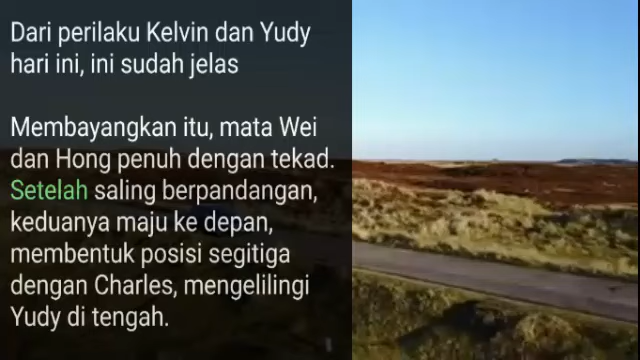 Dari perilaku Kelvin dan Yudy
hari ini, ini sudah jelas
Membayangkan itu, mata Wei
dan Hong penuh dengan tekad.
Setelah saling berpandangan,
keduanya maju ke depan,
membentuk posisi segitiga
dengan Charles, mengelilingi
Yudy di tengah.